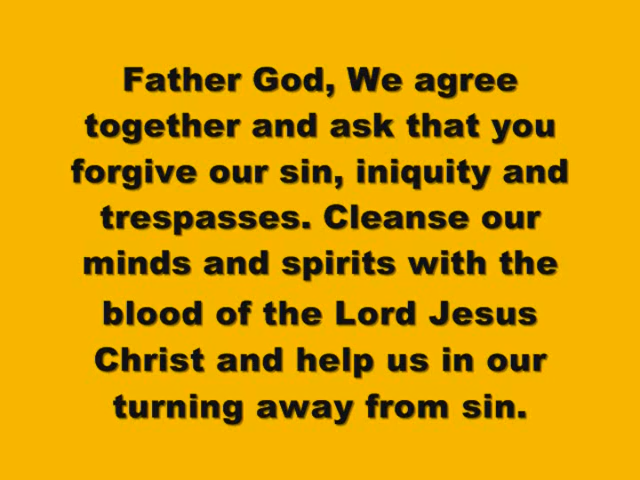 Father God, We agree
together and ask that you
forgive our sin, iniquity and
trespasses. Cleanse our
minds and spirits with the
blood of the Lord Jesus
Christ and help us in our
turning away from sin.